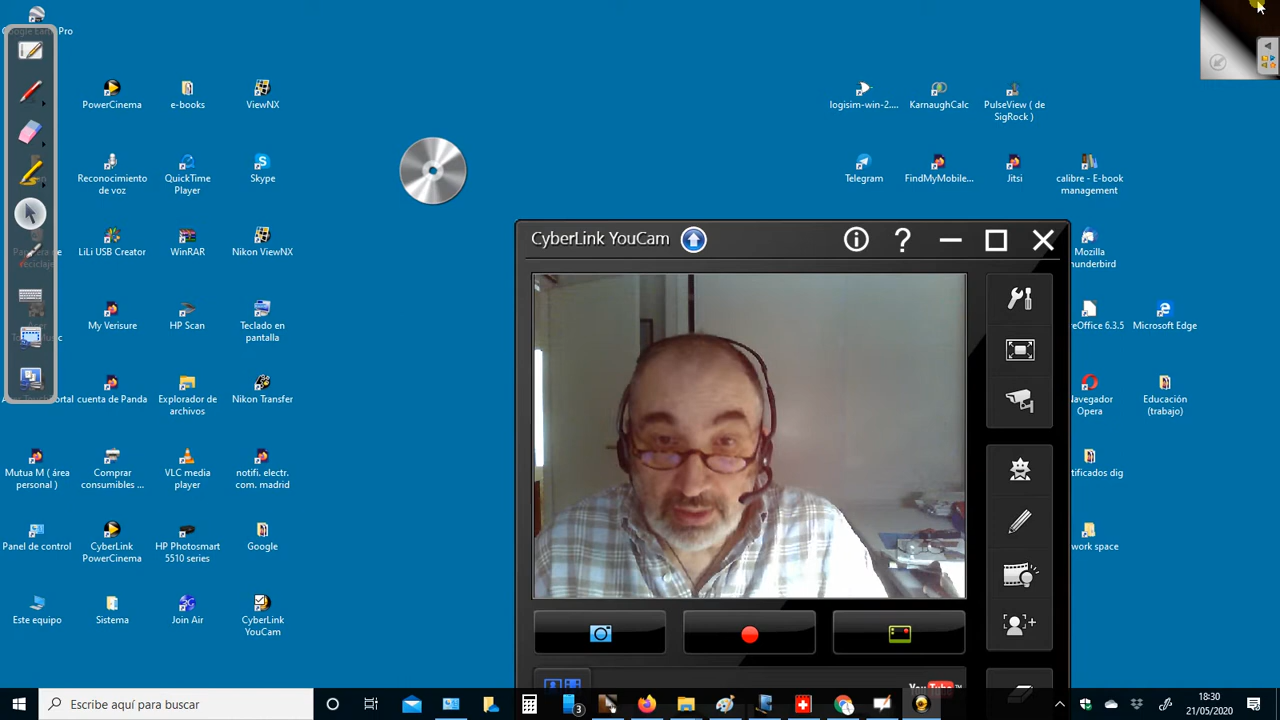 Google Earth Pro
PowerCinema
e-books
ViewNX
logisim-win-2....
KarnaughCalc
PulseView ( de
SigRock )
Reconocimiento
de voz
QuickTime
Player
Skype
Telegram
FindMyMobile...
Jitsi
calibre - E-book
management
CyberLink YouCam
LiLi USB Creator
WinRAR
Nikon ViewNX
Mozilla
hunderbird
My Verisure
HP Scan
Teclado en
pantalla
eOffice 6.3.5
Microsoft Edge
cuenta de Panda
Explorador de
archivos
Nikon Transfer
Navegador
Opera
Educación
(trabajo)
Mutua M ( área
personal )
Comprar
consumibles ...
VLC media
player
notifi. electr.
com. madrid
tificados dig
Panel de control
CyberLink
PowerCinema
HP Photosmart
5510 series
Google
work space
Este equipo
Sistema
Join Air
CyberLink
YouCam
YouTube
Escribe aquí para buscar
3
18:30
21/05/2020